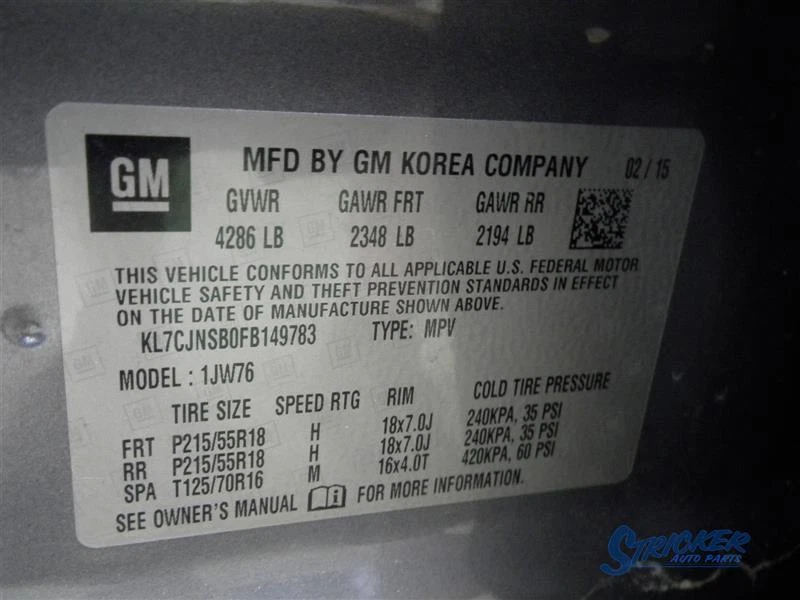 GM
MFD BY GM KOREA COMPANY 02/15
GVWR GAWR FRT GAWR RR
4286 LB 2348 LB 2194 LB
THIS VEHICLE CONFORMS TO ALL APPLICABLE U.S. FEDERAL MOTOR
VEHICLE SAFETY AND THEFT PREVENTION STANDARDS IN EFFECT
ON THE DATE OF MANUFACTURE SHOWN ABOVE.
KL7CJNSB0FB149783 TYPE: MPV
MODEL : 1JW76
TIRE SIZE SPEED RTG RIM COLD TIRE PRESSURE
FRT P215/55R18 H 18x7.0J 240KPA, 35 PSI
RR P215/55R18 H 18x7.0J 240KPA, 35 PSI
SPA T125/70R16 M 16x4.0T 420KPA, 60 PSI
SEE OWNER'S MANUAL FOR MORE INFORMATION.
STRICKER
AUTO PARTS